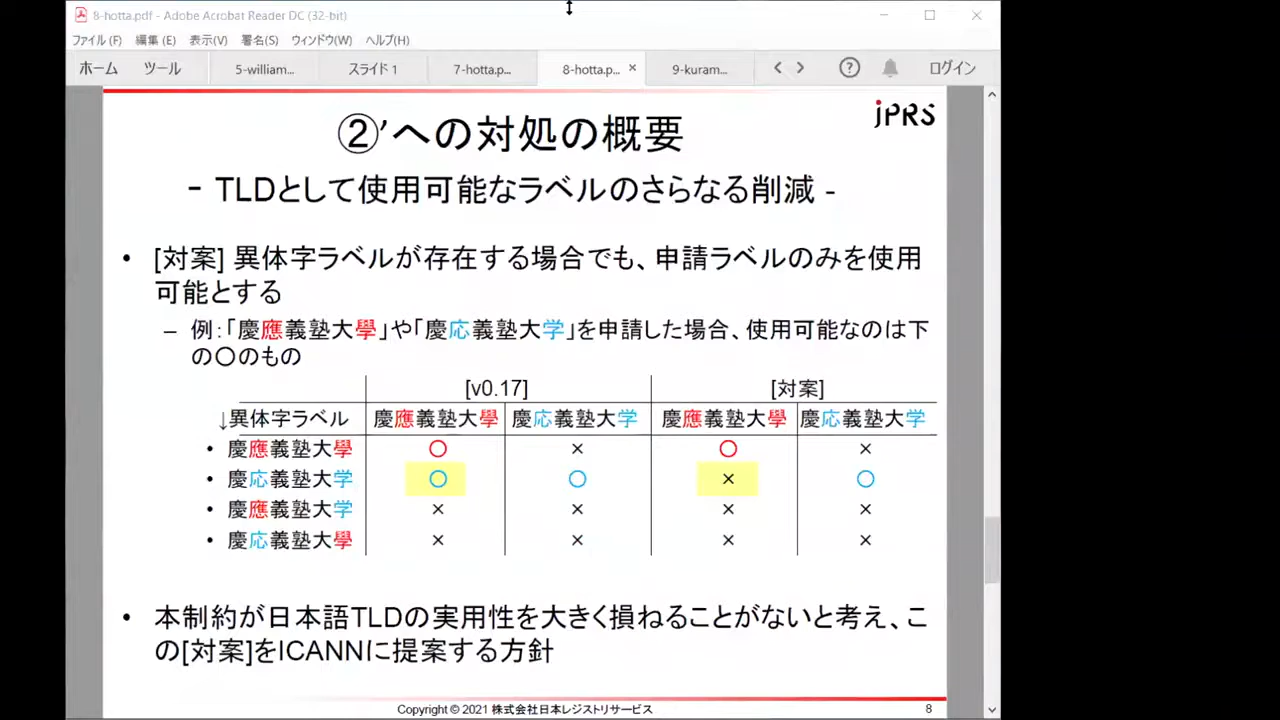 8-hotta.pdf - Adobe Acrobat Reader DC (32-bit)
ファイル(F) 編集(E) 表示(V) 署名(S) ウィンドウ(W) ヘルプ(H)
ホーム ツール 5-william... スライド 1 7-hotta.p... 8-hotta.p... × 9-kuram... ログイン
jPRS
②’への対処の概要
- TLDとして使用可能なラベルのさらなる削減 -
• [対案] 異体字ラベルが存在する場合でも、申請ラベルのみを使用
可能とする
– 例:「慶應義塾大學」や「慶応義塾大学」を申請した場合、使用可能なのは下
の○のもの
[v0.17] [対案]
↓異体字ラベル 慶應義塾大學 慶応義塾大学 慶應義塾大學 慶応義塾大学
• 慶應義塾大學 ○ × ○ ×
• 慶応義塾大学 ○ ○ × ○
• 慶應義塾大学 × × × ×
• 慶応義塾大學 × × × ×
• 本制約が日本語TLDの実用性を大きく損ねることがないと考え、こ
の[対案]をICANNに提案する方針
Copyright © 2021 株式会社日本レジストリサービス 8